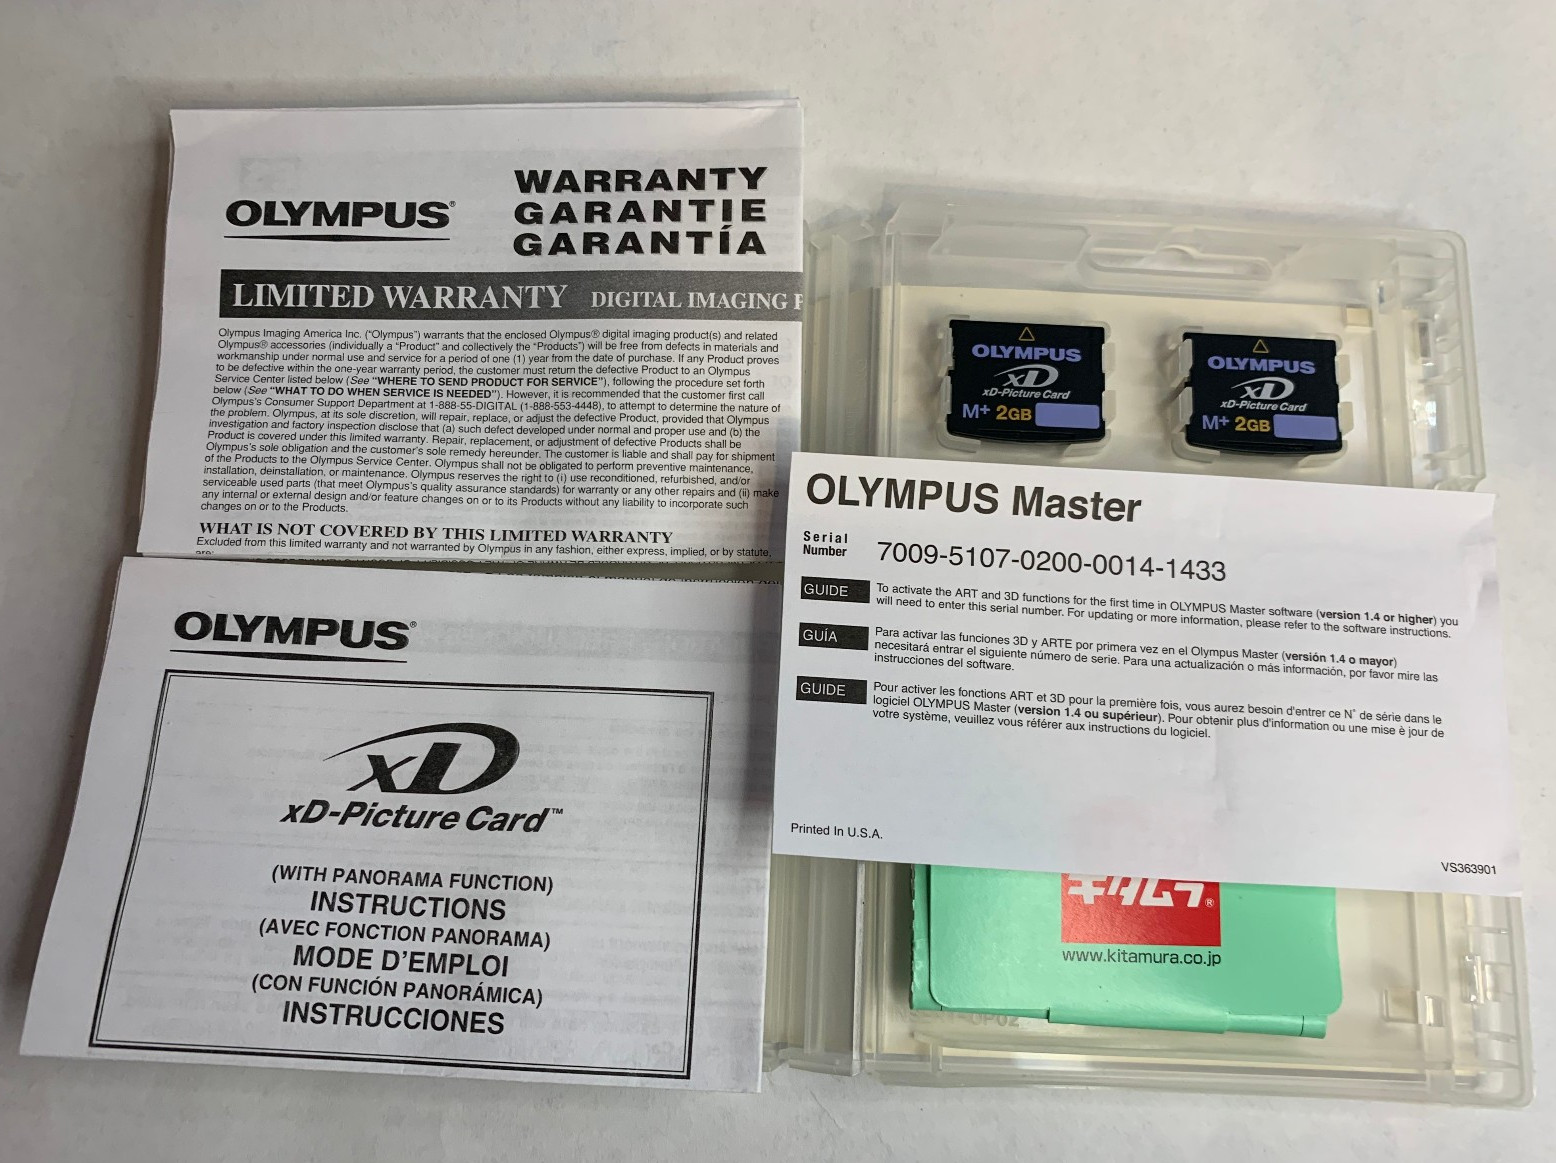 OLYMPUS®
WARRANTY
GARANTIE
GARANTÍA
LIMITED WARRANTY DIGITAL IMAGING
Olympus Imaging America Inc. (“Olympus”) warrants that the enclosed Olympus® digital imaging product(s) and related
Olympus® accessories (individually a “Product” and collectively the “Products”) will be free from defects in materials and
workmanship under normal use and service for a period of one (1) year from the date of purchase. If any Product proves
to be defective within the one-year warranty period, the customer must return the defective Product to an Olympus
Service Center listed below (See “WHERE TO SEND PRODUCT FOR SERVICE”), following the procedure set forth
below (See “WHAT TO DO WHEN SERVICE IS NEEDED”). However, it is recommended that the customer first call
Olympus's Consumer Support Department at 1-888-55-DIGITAL (1-888-553-4448), to attempt to determine the nature of
the problem. Olympus, at its sole discretion, will repair, replace, or adjust the defective Product, provided that Olympus
investigation and factory inspection disclose that (a) such defect developed under normal and proper use and (b) the
Product is covered under this limited warranty. Repair, replacement, or adjustment of defective Products shall be
Olympus's sole obligation and the customer's sole remedy hereunder. The customer is liable and shall pay for shipment
of the Products to the Olympus Service Center. Olympus shall not be obligated to perform preventive maintenance,
installation, deinstallation, or maintenance. Olympus reserves the right to (i) use reconditioned, refurbished, and/or
serviceable used parts (that meet Olympus's quality assurance standards) for warranty or any other repairs and (ii) make
any internal or external design and/or feature changes on or to its Products without any liability to incorporate such
changes on or to the Products.
WHAT IS NOT COVERED BY THIS LIMITED WARRANTY
Excluded from this limited warranty and not warranted by Olympus in any fashion, either express, implied, or by statute,
are:
OLYMPUS®
xD
xD-Picture Card™
(WITH PANORAMA FUNCTION)
INSTRUCTIONS
(AVEC FONCTION PANORAMA)
MODE D'EMPLOI
(CON FUNCIÓN PANORÁMICA)
INSTRUCCIONES
OLYMPUS
xD
xD-Picture Card
M+ 2GB
OLYMPUS
xD
xD-Picture Card
M+ 2GB
OLYMPUS Master
Serial
Number 7009-5107-0200-0014-1433
GUIDE To activate the ART and 3D functions for the first time in OLYMPUS Master software (version 1.4 or higher) you
will need to enter this serial number. For updating or more information, please refer to the software instructions.
GUÍA Para activar las funciones 3D y ARTE por primera vez en el Olympus Master (versión 1.4 o mayor)
necesitará entrar el siguiente número de serie. Para una actualización o más información, por favor mire las
instrucciones del software.
GUIDE Pour activer les fonctions ART et 3D pour la première fois, vous aurez besoin d'entrer ce N° de série dans le
logiciel OLYMPUS Master (version 1.4 ou supérieur). Pour obtenir plus d'information ou une mise è jour de
votre système, veuillez vous référer aux instructions du logiciel.
Printed In U.S.A.
VS363901
キタムラ®
www.kitamura.co.jp